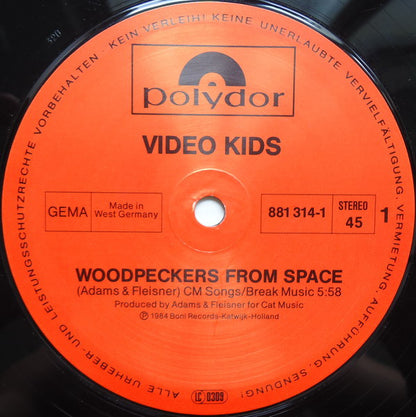 ALLE URHEBER- UND LEISTUNGSSCHUTZRECHTE VORBEHALTEN · KEIN VERLEIH! KEINE UNERLAUBTE VERVIELFÄLTIGUNG, VERMIETUNG, AUFFÜHRUNG, SENDUNG!
polydor
VIDEO KIDS
GEMA
Made in
West Germany
881 314-1
STEREO
45
1
WOODPECKERS FROM SPACE
(Adams & Fleisner) CM Songs/Break Music 5:58
Produced by Adams & Fleisner for Cat Music
Ⓟ 1984 Boni Records-Katwijk-Holland
LC 0309